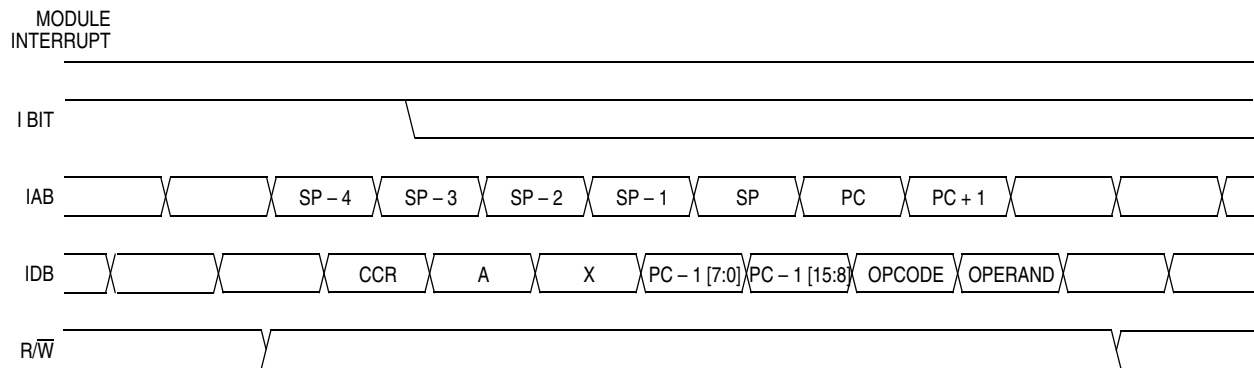 MODULE
INTERRUPT
I BIT
IAB SP – 4 SP – 3 SP – 2 SP – 1 SP PC PC + 1
IDB CCR A X PC – 1 [7:0] PC – 1 [15:8] OPCODE OPERAND
R/W̅